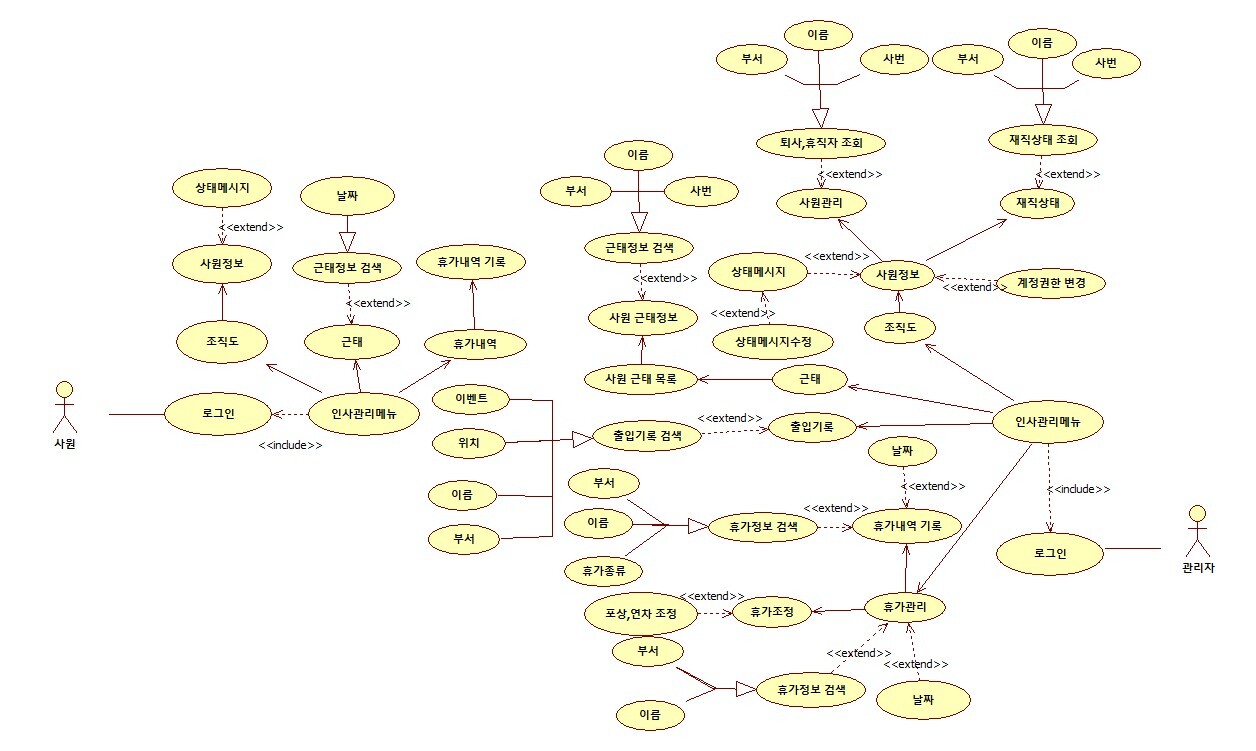 이름
부서
사번
퇴사,휴직자 조회
<<extend>>
사원관리
이름
부서
사번
재직상태 조회
<<extend>>
재직상태
이름
부서
사번
근태정보 검색
<<extend>>
사원 근태정보
사원 근태 목록
근태
상태메시지
<<extend>>
사원정보
<<extend>>
계정권한 변경
<<extend>>
상태메시지수정
조직도
상태메시지
<<extend>>
사원정보
조직도
날짜
근태정보 검색
<<extend>>
근태
휴가내역 기록
휴가내역
사원
로그인
<<include>>
인사관리메뉴
이벤트
위치
이름
부서
출입기록 검색
<<extend>>
출입기록
인사관리메뉴
<<include>>
로그인
관리자
날짜
<<extend>>
부서
이름
휴가종류
휴가정보 검색
<<extend>>
휴가내역 기록
포상,연차 조정
<<extend>>
휴가조정
휴가관리
부서
이름
휴가정보 검색
<<extend>>
<<extend>>
날짜